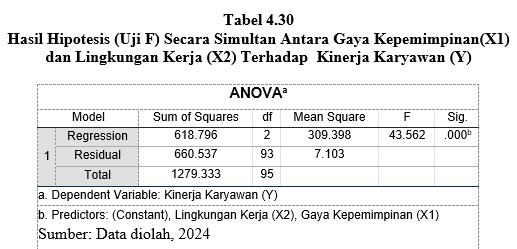 Tabel 4.30
Hasil Hipotesis (Uji F) Secara Simultan Antara Gaya Kepemimpinan(X1)
dan Lingkungan Kerja (X2) Terhadap Kinerja Karyawan (Y)
ANOVAa
Model Sum of Squares df Mean Square F Sig.
1 Regression 618.796 2 309.398 43.562 .000b
Residual 660.537 93 7.103
Total 1279.333 95
a. Dependent Variable: Kinerja Karyawan (Y)
b. Predictors: (Constant), Lingkungan Kerja (X2), Gaya Kepemimpinan (X1)
Sumber: Data diolah, 2024